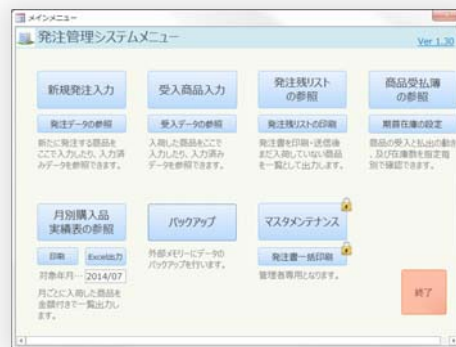 メインメニュー
発注管理システムメニュー
Ver 1.30
新規発注入力
発注データの参照
新たに発注する商品を
ここで入力したり、入力済
みデータを参照できます。
受入商品入力
受入データの参照
入荷した商品をここで
入力したり、入力済み
データを参照できます。
発注残リスト
の参照
発注残リストの印刷
発注書を印刷・送信後
まだ入荷していない商品
を一覧として出力します。
商品受払簿
の参照
期首在庫の設定
商品の受入と払出の動き
、及び在庫数を指定期
別で確認できます。
月別購入品
実績表の参照
印刷
Excel出力
対象年月… 2014/07
月ごとに入荷した商品を
金額付きで一覧出力し
ます。
バックアップ
外部メモリーにデータの
バックアップを行います。
マスタメンテナンス
発注書一括印刷
管理者専用となります。
終了